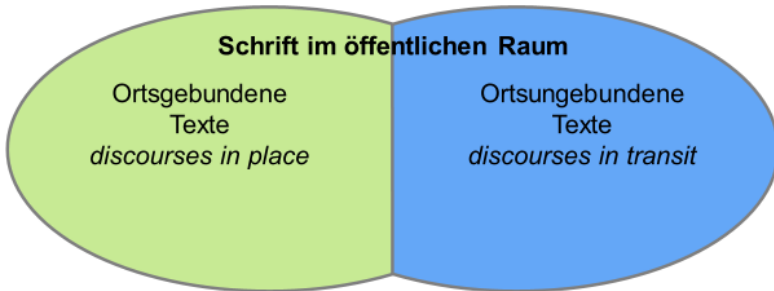 Schrift im öffentlichen Raum
Ortsgebundene
Texte
discourses in place
Ortsungebundene
Texte
discourses in transit